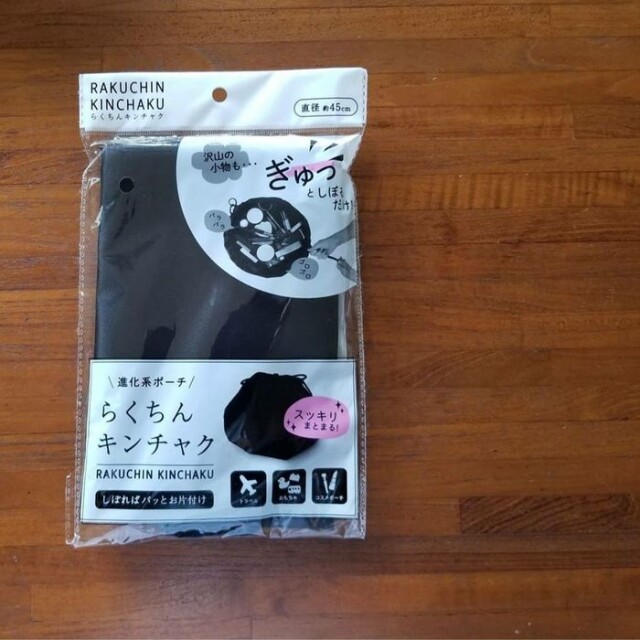 RAKUCHIN
KINCHAKU
らくちんキンチャク
直径 約45cm
沢山の
小物も・・・
ぎゅっ
としぼる
だけ!
バラ
バラ
ゴロ
ゴロ
進化系ポーチ
らくちん
キンチャク
RAKUCHIN KINCHAKU
しぼればパッとお片付け
スッキリ
まとまる!
トラベル
おもちゃ
コスメポーチ